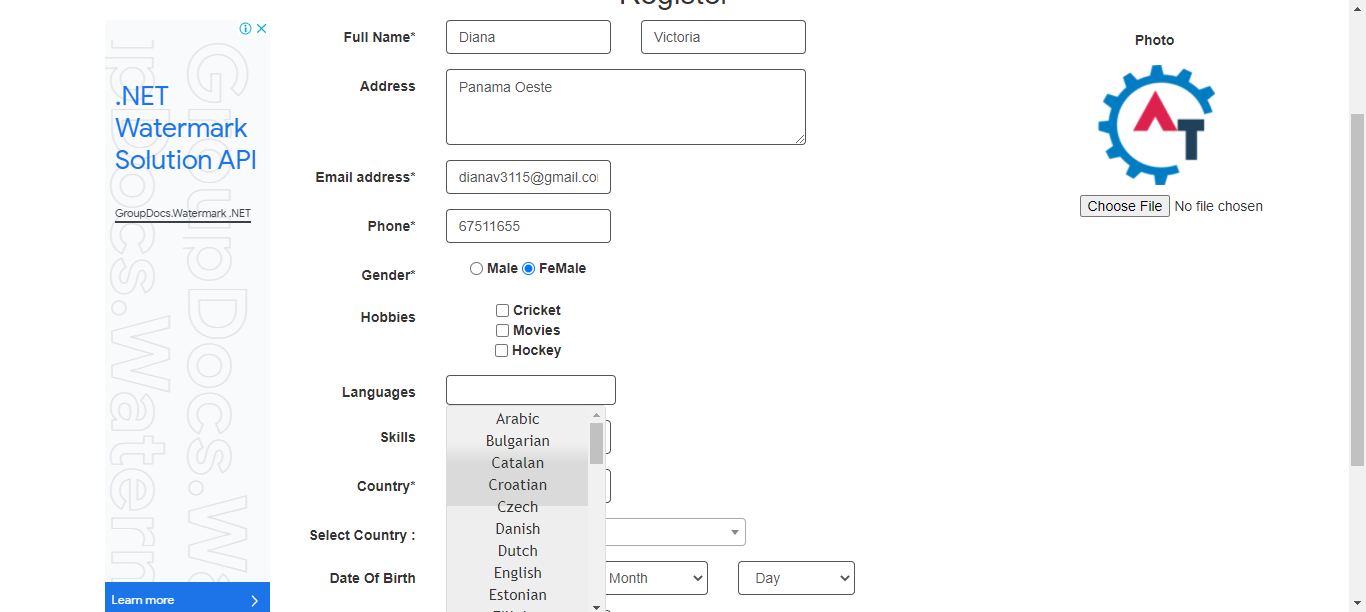 Register
.NET
Watermark
Solution API
GroupDocs.Watermark .NET
GroupDocs.Watermark
Learn more
Full Name*
Diana
Victoria
Address
Panama Oeste
Email address*
dianav3115@gmail.co
Phone*
67511655
Gender*
Male FeMale
Hobbies
Cricket
Movies
Hockey
Languages
Arabic
Bulgarian
Catalan
Croatian
Czech
Danish
Dutch
English
Estonian
Skills
Country*
Select Country :
Date Of Birth
Month
Day
Photo
AT
Choose File No file chosen